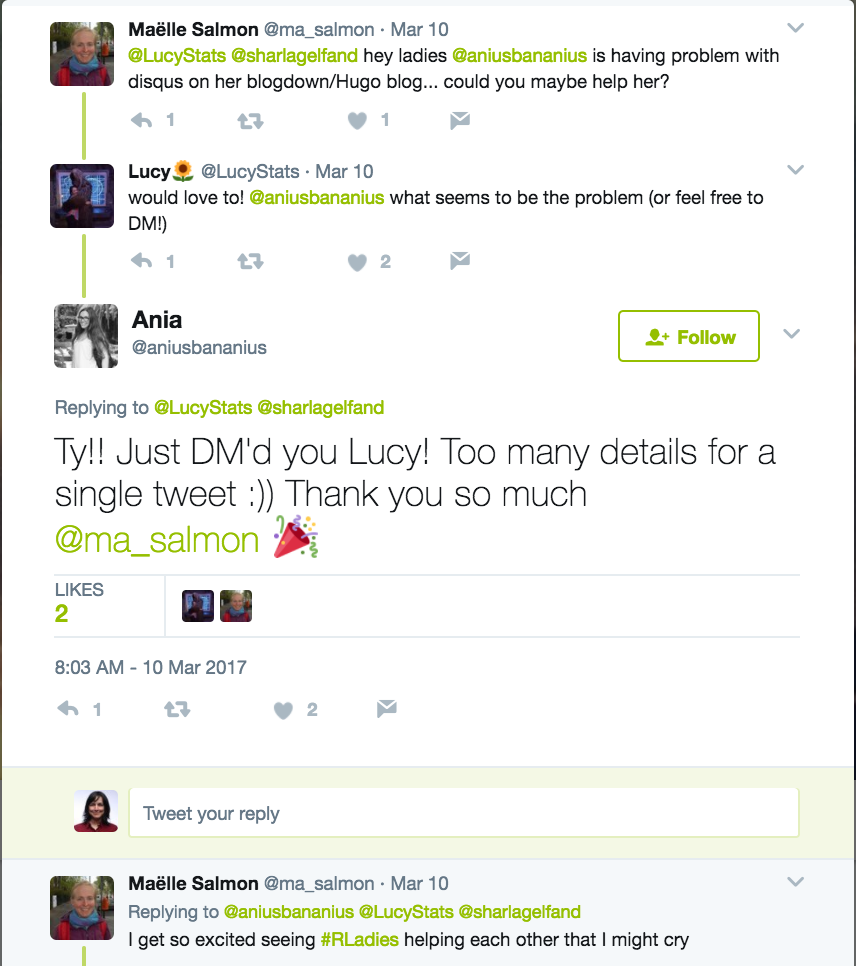 Maëlle Salmon @ma_salmon · Mar 10
@LucyStats @sharlagelfand hey ladies @aniusbananius is having problem with
disqus on her blogdown/Hugo blog... could you maybe help her?
1 1
Lucy🌻 @LucyStats · Mar 10
would love to! @aniusbananius what seems to be the problem (or feel free to
DM!)
1 2
Ania
@aniusbananius
Follow
Replying to @LucyStats @sharlagelfand
Ty!! Just DM'd you Lucy! Too many details for a
single tweet :)) Thank you so much
@ma_salmon 🎉
LIKES
2
8:03 AM - 10 Mar 2017
1 2
Tweet your reply
Maëlle Salmon @ma_salmon · Mar 10
Replying to @aniusbananius @LucyStats @sharlagelfand
I get so excited seeing #RLadies helping each other that I might cry